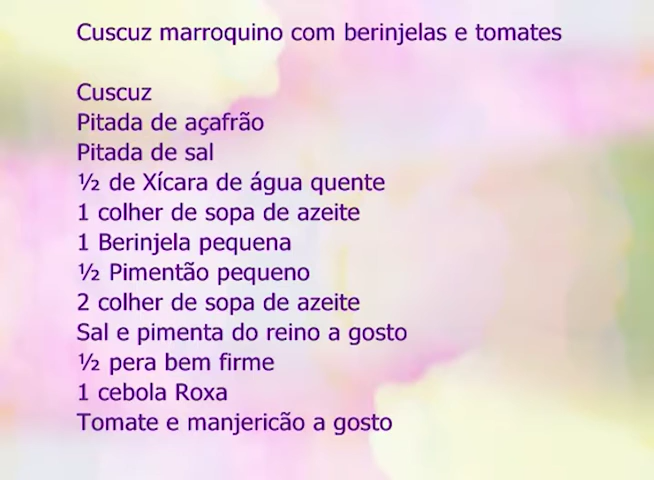 Cuscuz marroquino com berinjelas e tomates
Cuscuz
Pitada de açafrão
Pitada de sal
½ de Xícara de água quente
1 colher de sopa de azeite
1 Berinjela pequena
½ Pimentão pequeno
2 colher de sopa de azeite
Sal e pimenta do reino a gosto
½ pera bem firme
1 cebola Roxa
Tomate e manjericão a gosto